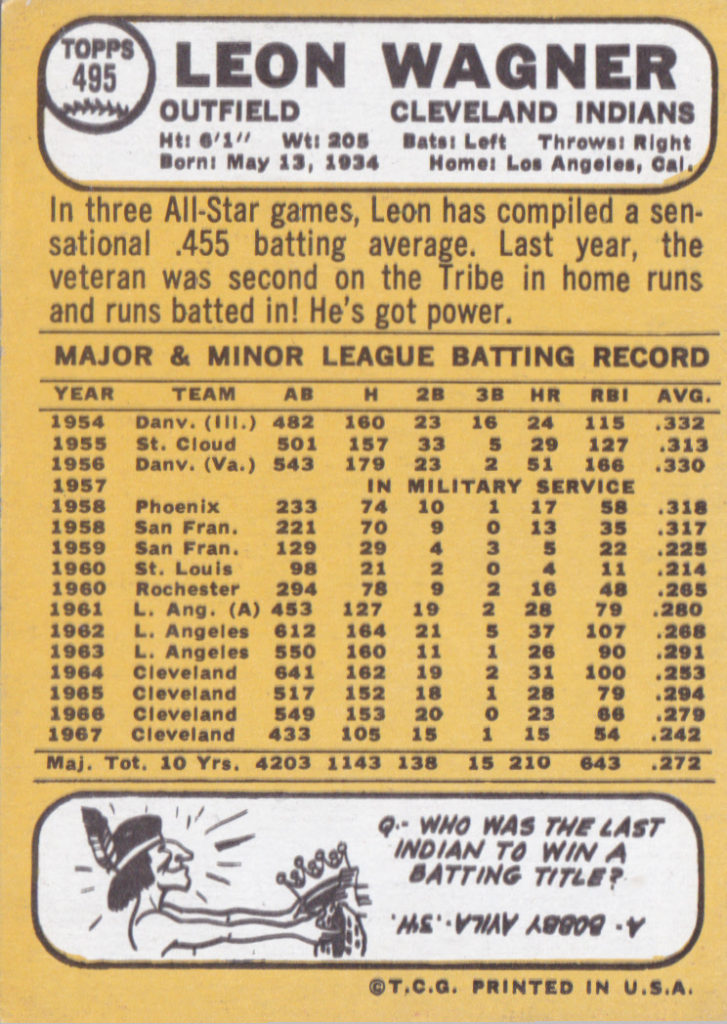 TOPPS
495
LEON WAGNER
OUTFIELD CLEVELAND INDIANS
Ht: 6'1" Wt: 205 Bats: Left Throws: Right
Born: May 13, 1934 Home: Los Angeles, Cal.
In three All-Star games, Leon has compiled a sen-
sational .455 batting average. Last year, the
veteran was second on the Tribe in home runs
and runs batted in! He's got power.
MAJOR & MINOR LEAGUE BATTING RECORD
YEAR TEAM AB H 2B 3B HR RBI AVG.
1954 Danv. (Ill.) 482 160 23 16 24 115 .332
1955 St. Cloud 501 157 33 5 29 127 .313
1956 Danv. (Va.) 543 179 23 2 51 166 .330
1957 IN MILITARY SERVICE
1958 Phoenix 233 74 10 1 17 58 .318
1958 San Fran. 221 70 9 0 13 35 .317
1959 San Fran. 129 29 4 3 5 22 .225
1960 St. Louis 98 21 2 0 4 11 .214
1960 Rochester 294 78 9 2 16 48 .265
1961 L. Ang. (A) 453 127 19 2 28 79 .280
1962 L. Angeles 612 164 21 5 37 107 .268
1963 L. Angeles 550 160 11 1 26 90 .291
1964 Cleveland 641 162 19 2 31 100 .253
1965 Cleveland 517 152 18 1 28 79 .294
1966 Cleveland 549 153 20 0 23 66 .279
1967 Cleveland 433 105 15 1 15 54 .242
Maj. Tot. 10 Yrs. 4203 1143 138 15 210 643 .272
Q.- WHO WAS THE LAST
INDIAN TO WIN A
BATTING TITLE?
A- BOBBY AVILA. '54.
©T.C.G. PRINTED IN U.S.A.